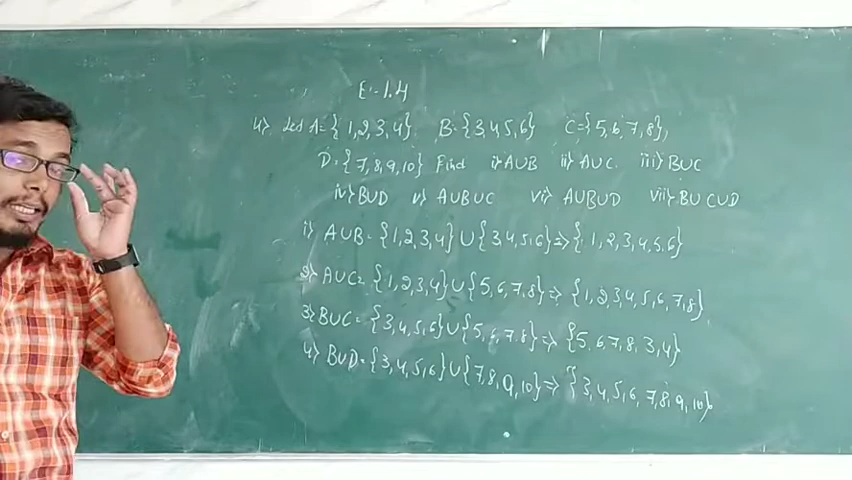 E:-1.4
4) Let A={1,2,3,4} B={3,4,5,6} C={5,6,7,8},
D={7,8,9,10} Find i) AUB ii) AUC. iii) BUC
iv) BUD v) AUBUC vi) AUBUD vii) BUCUD
i) AUB={1,2,3,4}U{3,4,5,6}=>{1,2,3,4,5,6}
2) AUC={1,2,3,4}U{5,6,7,8}=>{1,2,3,4,5,6,7,8}
3) BUC={3,4,5,6}U{5,6,7,8}=>{5,6,7,8,3,4}
4) BUD={3,4,5,6}U{7,8,9,10}=>{3,4,5,6,7,8,9,10}